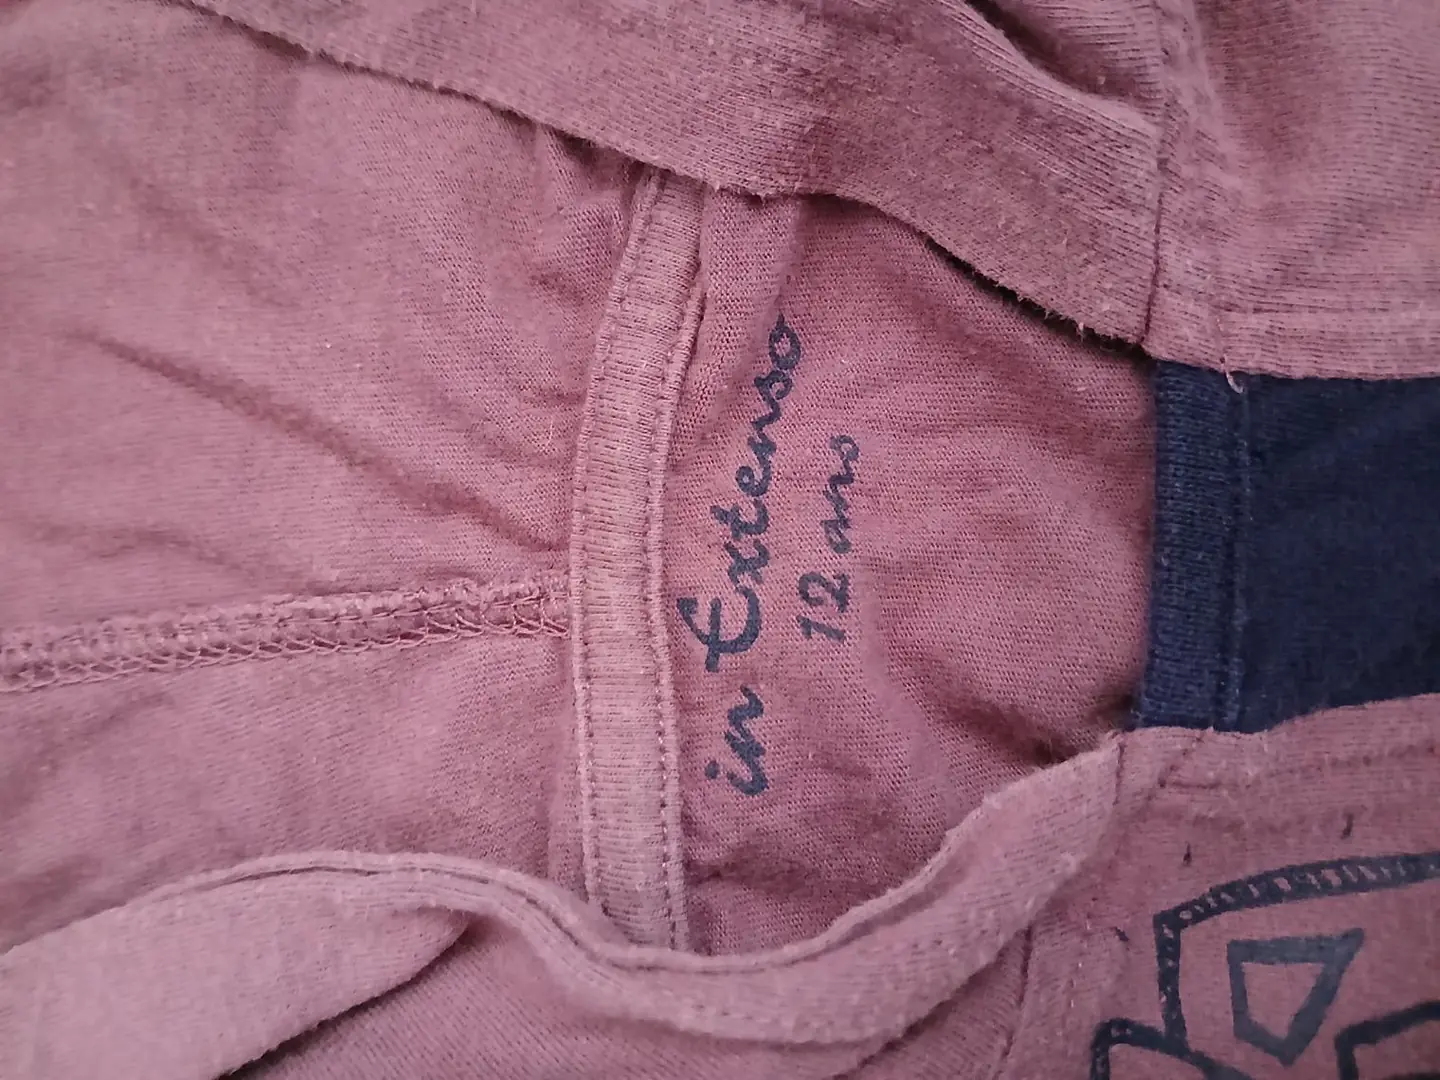 in Extenso
12 ans